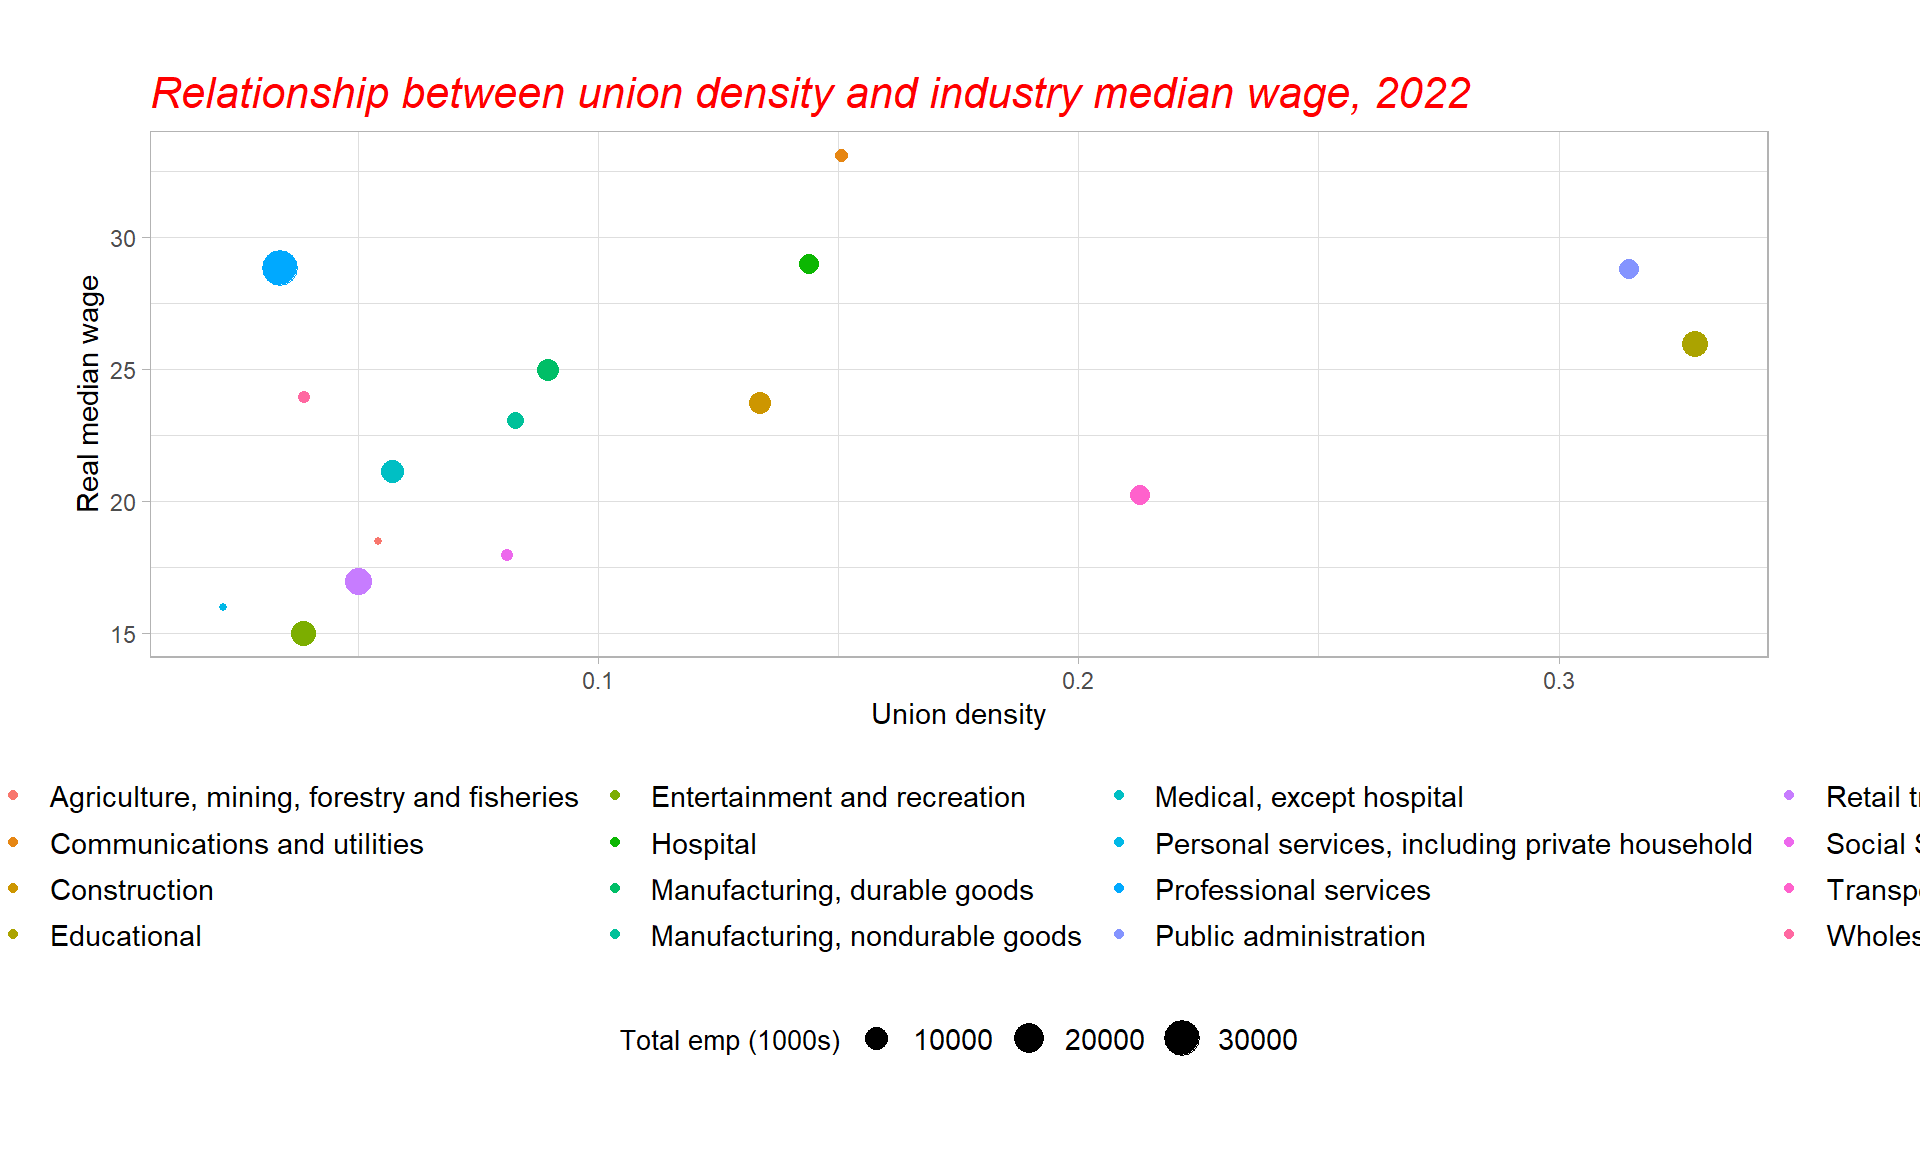 Relationship between union density and industry median wage, 2022
Real median wage
30
25
20
15
0.1 0.2 0.3
Union density
Agriculture, mining, forestry and fisheries Entertainment and recreation Medical, except hospital Retail
Communications and utilities Hospital Personal services, including private household Social
Construction Manufacturing, durable goods Professional services
Educational Manufacturing, nondurable goods Public administration
Total emp (1000s) 10000 20000 30000